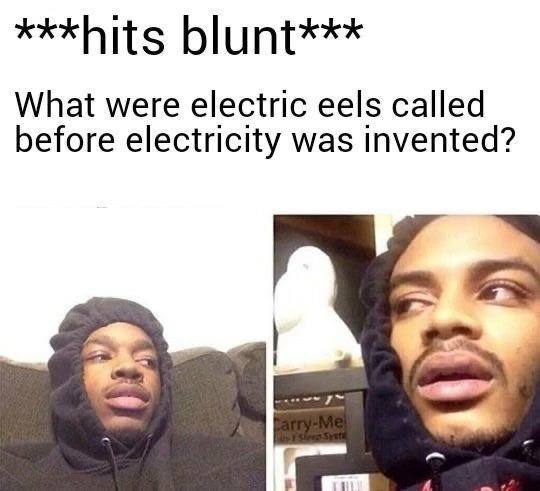 ***hits blunt***
What were electric eels called
before electricity was invented?
Carry-Me